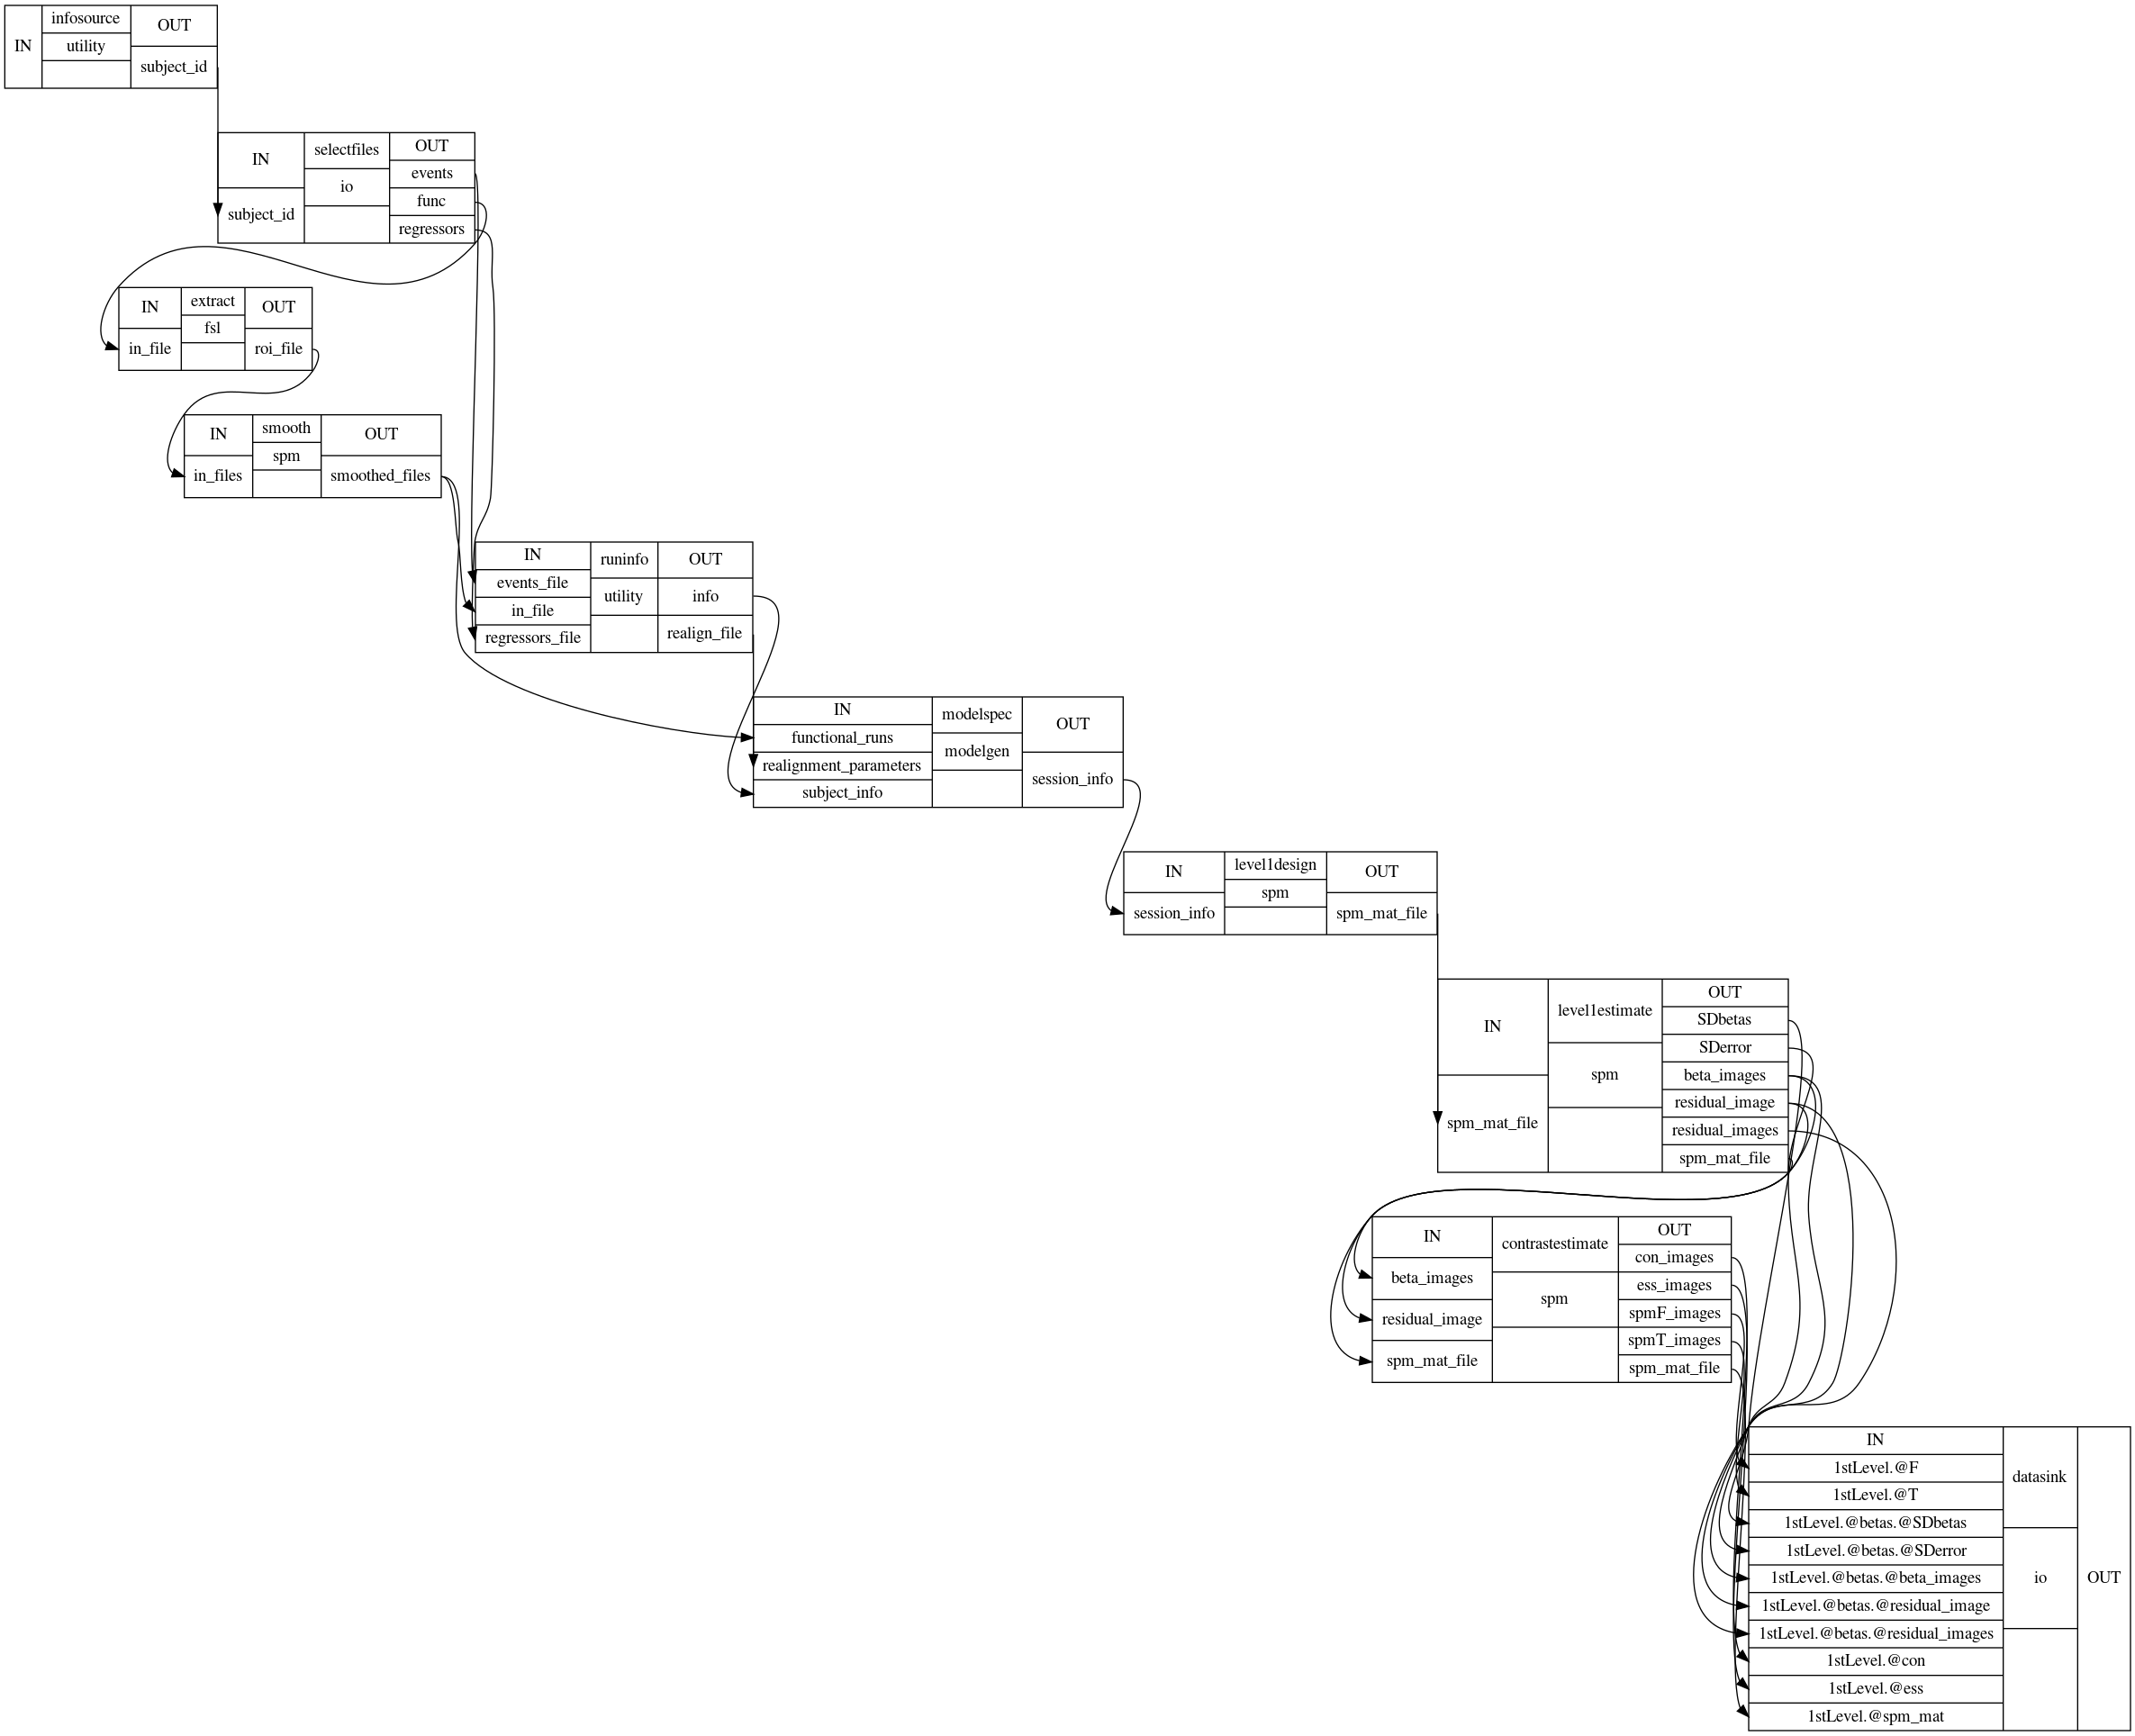 IN
infosource
utility
OUT
subject_id
IN
subject_id
selectfiles
io
OUT
events
func
regressors
IN
in_file
extract
fsl
OUT
roi_file
IN
in_files
smooth
spm
OUT
smoothed_files
IN
events_file
in_file
regressors_file
runinfo
utility
OUT
info
realign_file
IN
functional_runs
realignment_parameters
subject_info
modelspec
modelgen
OUT
session_info
IN
session_info
level1design
spm
OUT
spm_mat_file
IN
spm_mat_file
level1estimate
spm
OUT
SDbetas
SDerror
beta_images
residual_image
residual_images
spm_mat_file
IN
beta_images
residual_image
spm_mat_file
contrastestimate
spm
OUT
con_images
ess_images
spmF_images
spmT_images
spm_mat_file
IN
1stLevel.@F
1stLevel.@T
1stLevel.@betas.@SDbetas
1stLevel.@betas.@SDerror
1stLevel.@betas.@beta_images
1stLevel.@betas.@residual_image
1stLevel.@betas.@residual_images
1stLevel.@con
1stLevel.@ess
1stLevel.@spm_mat
datasink
io
OUT